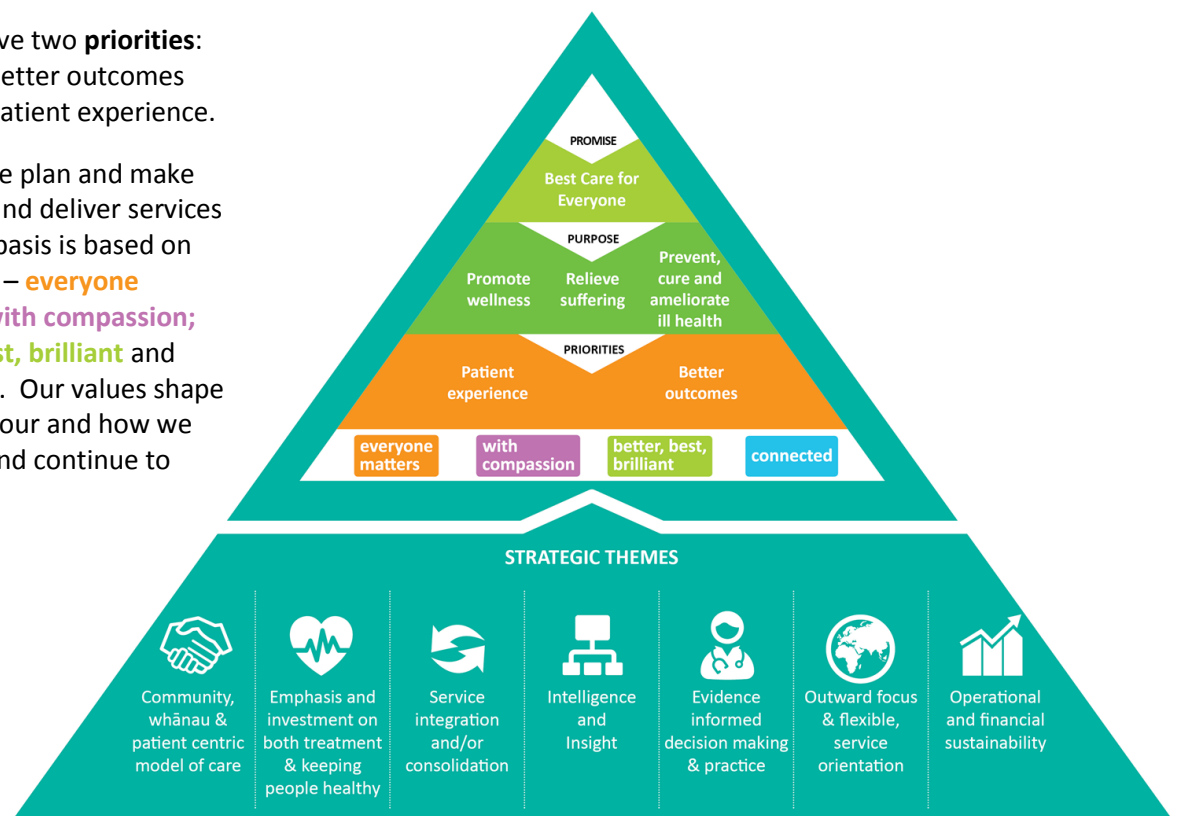 ve two priorities:
etter outcomes
atient experience.
e plan and make
nd deliver services
basis is based on
– everyone
with compassion;
st, brilliant and
. Our values shape
our and how we
nd continue to
PROMISE
Best Care for
Everyone
PURPOSE
Promote
wellness
Relieve
suffering
Prevent,
cure and
ameliorate
ill health
PRIORITIES
Patient
experience
Better
outcomes
everyone
matters
with
compassion
better, best,
brilliant
connected
STRATEGIC THEMES
Community,
whānau &
patient centric
model of care
Emphasis and
investment on
both treatment
& keeping
people healthy
Service
integration
and/or
consolidation
Intelligence
and
Insight
Evidence
informed
decision making
& practice
Outward focus
& flexible,
service
orientation
Operational
and financial
sustainability